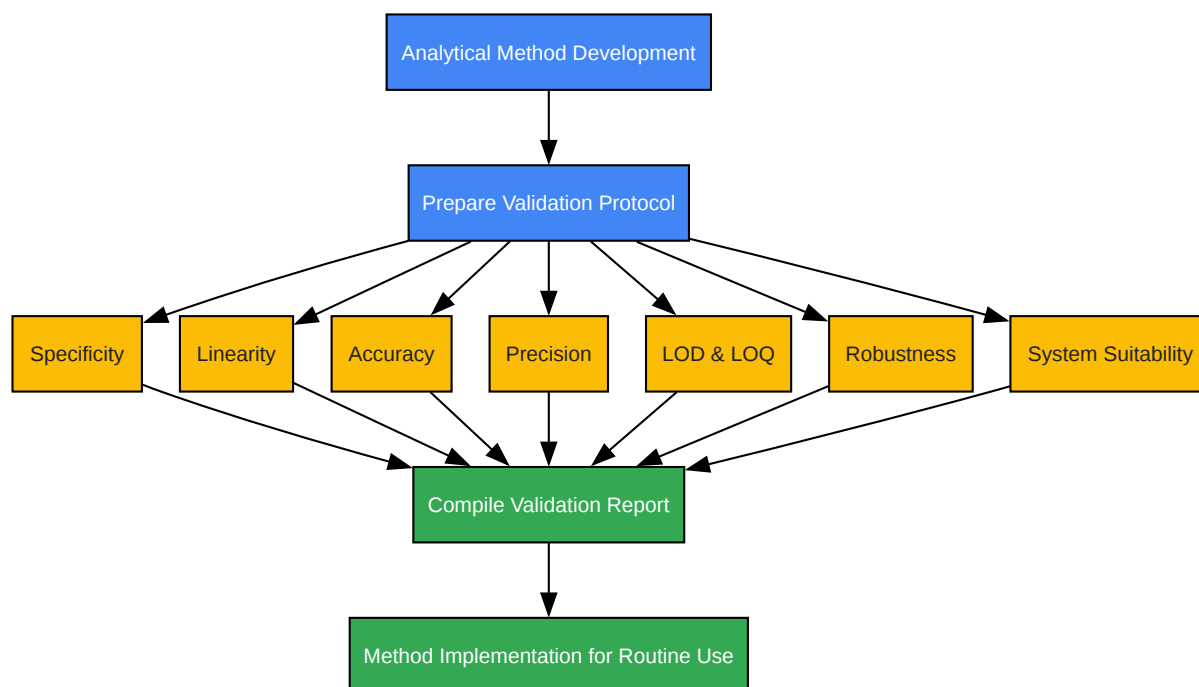 Analytical Method Development
Prepare Validation Protocol
Specificity
Linearity
Accuracy
Precision
LOD & LOQ
Robustness
System Suitability
Compile Validation Report
Method Implementation for Routine Use